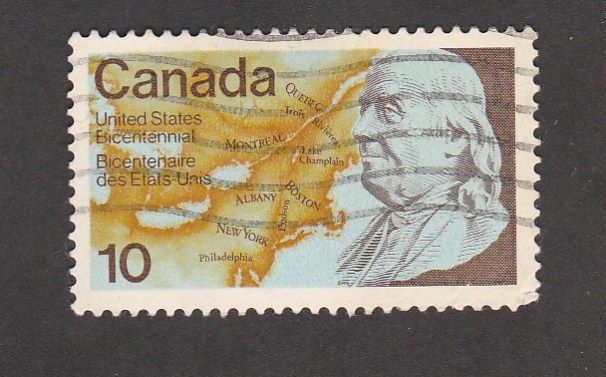 Canada
United States
Bicentennial
Bicentenaire
des États-Unis
10
QUEBEC
Trois Rivières
MONTREAL
Lake
Champlain
BOSTON
ALBANY
Hudson
NEW YORK
Philadelphia